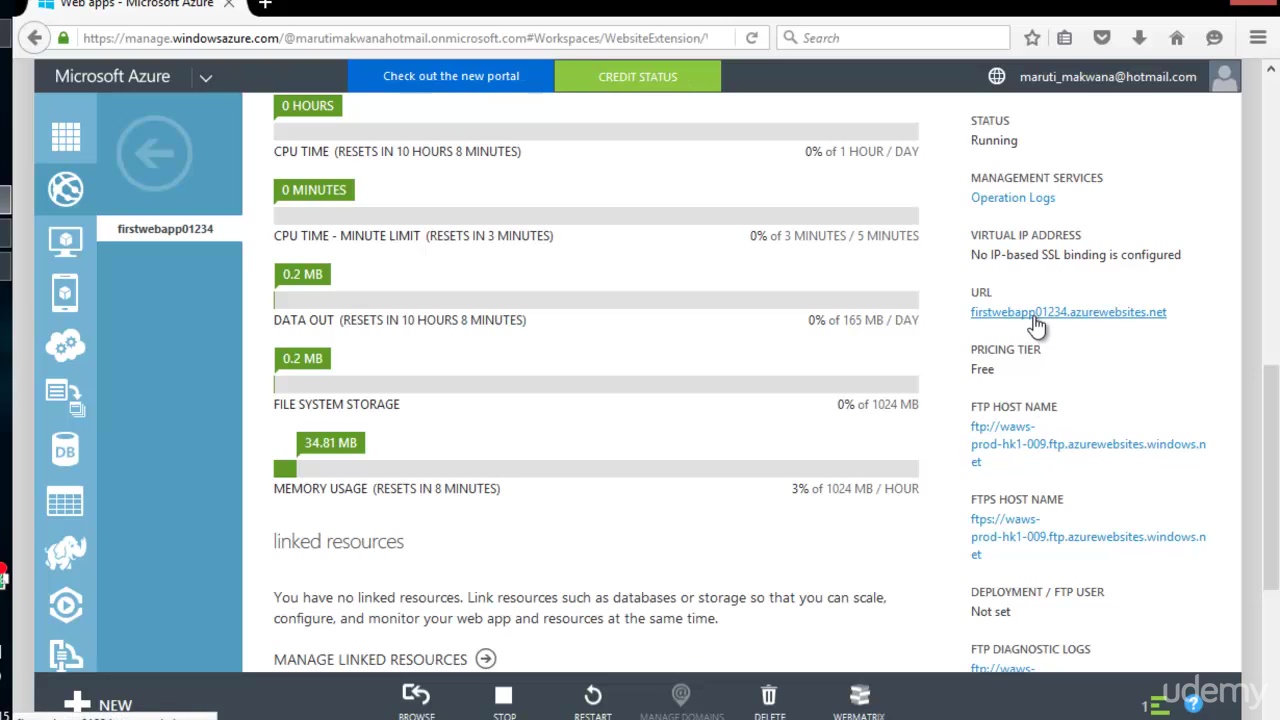 Web apps - Microsoft Azure
https://manage.windowsazure.com/@marutimakwanahotmail.onmicrosoft.com#Workspaces/WebsiteExtension/
Search
Microsoft Azure
Check out the new portal
CREDIT STATUS
maruti_makwana@hotmail.com
firstwebapp01234
0 HOURS
CPU TIME (RESETS IN 10 HOURS 8 MINUTES)
0% of 1 HOUR / DAY
0 MINUTES
CPU TIME - MINUTE LIMIT (RESETS IN 3 MINUTES)
0% of 3 MINUTES / 5 MINUTES
0.2 MB
DATA OUT (RESETS IN 10 HOURS 8 MINUTES)
0% of 165 MB / DAY
0.2 MB
FILE SYSTEM STORAGE
0% of 1024 MB
34.81 MB
MEMORY USAGE (RESETS IN 8 MINUTES)
3% of 1024 MB / HOUR
linked resources
You have no linked resources. Link resources such as databases or storage so that you can scale,
configure, and monitor your web app and resources at the same time.
MANAGE LINKED RESOURCES
STATUS
Running
MANAGEMENT SERVICES
Operation Logs
VIRTUAL IP ADDRESS
No IP-based SSL binding is configured
URL
firstwebapp01234.azurewebsites.net
PRICING TIER
Free
FTP HOST NAME
ftp://waws-
prod-hk1-009.ftp.azurewebsites.windows.n
et
FTPS HOST NAME
ftps://waws-
prod-hk1-009.ftp.azurewebsites.windows.n
et
DEPLOYMENT / FTP USER
Not set
FTP DIAGNOSTIC LOGS
ftp://waws-
DB
NEW
BROWSE
STOP
RESTART
MANAGE DOMAINS
DELETE
WEBMATRIX
1
?
udemy